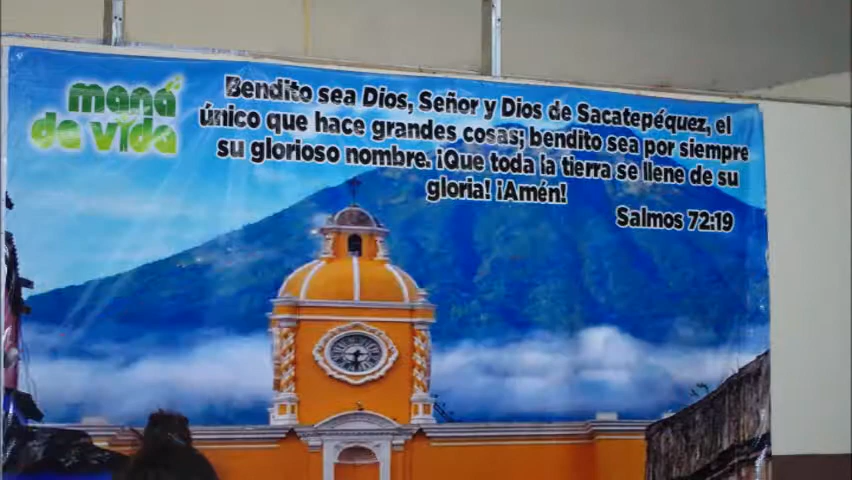 maná
de vida
Bendito sea Dios, Señor y Dios de Sacatepéquez, el
único que hace grandes cosas; bendito sea por siempre
su glorioso nombre. ¡Que toda la tierra se llene de su
gloria! ¡Amén!
Salmos 72:19